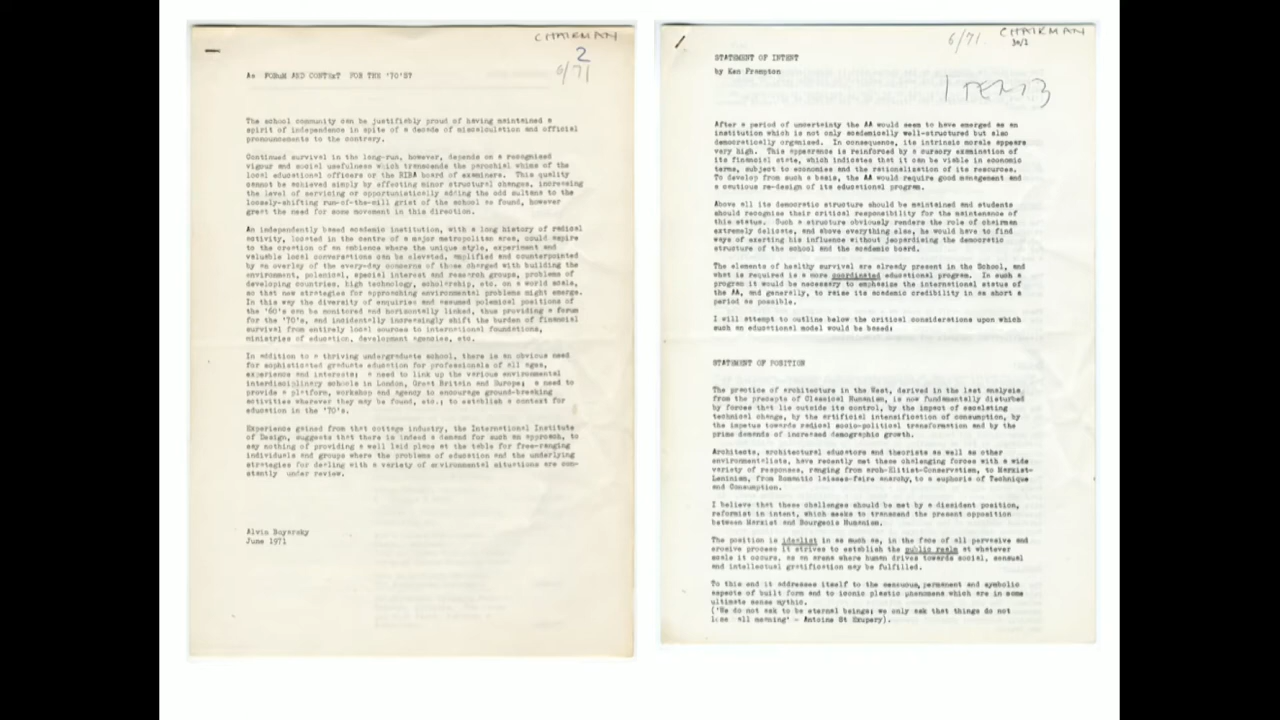 CHAIRMAN
2
6/71
As FORUM AND CONTEXT FOR THE '70'S?
The school community can be justifiably proud of having maintained a
spirit of independence in spite of a decade of miscalculation and official
pronouncements to the contrary.
Continued survival in the long-run, however, depends on a recognised
vigour and social usefulness which transcends the parochial whims of the
local educational officers or the RIBA board of examiners. This quality
cannot be achieved simply by effecting minor structural changes, increasing
the level of servicing or opportunistically adding the odd sultana to the
loosely-shifting run-of-the-mill grist of the school as found, however
great the need for some movement in this direction.
An independently based academic institution, with a long history of radical
activity, located in the centre of a major metropolitan area, could aspire
to the creation of an ambience where the unique style, experiment and
valuable local conversations can be elevated, amplified and counterpointed
by an overlay of the every-day concerns of those charged with building the
environment, polemical, special interest and research groups, problems of
developing countries, high technology, scholarship, etc. on a world scale,
so that new strategies for approaching environmental problems might emerge.
In this way the diversity of enquiries and assumed polemical positions of
the '60's can be monitored and horizontally linked, thus providing a forum
for the '70's, and incidentally increasingly shift the burden of financial
survival from entirely local sources to international foundations,
ministries of education, development agencies, etc.
In addition to a thriving undergraduate school, there is an obvious need
for sophisticated graduate education for professionals of all ages,
experience and interests; a need to link up the various environmental
interdisciplinary schools in London, Great Britain and Europe; a need to
provide a platform, workshop and agency to encourage ground-breaking
activities wherever they may be found, etc.; to establish a context for
education in the '70's.
Experience gained from that cottage industry, the International Institute
of Design, suggests that there is indeed a demand for such an approach, to
say nothing of providing a well laid place at the table for free-ranging
individuals and groups where the problems of education and the underlying
strategies for dealing with a variety of environmental situations are con-
stantly under review.
Alvin Boyarsky
June 1971
6/71
CHAIRMAN
30/1
STATEMENT OF INTENT
by Ken Frampton
ITEM 3
After a period of uncertainty the AA would seem to have emerged as an
institution which is not only academically well-structured but also
democratically organised. In consequence, its intrinsic morale appears
very high. This appearance is reinforced by a cursory examination of
its financial state, which indicates that it can be viable in economic
terms, subject to economies and the rationalization of its resources.
To develop from such a basis, the AA would require good management and
a cautious re-design of its educational program.
Above all its democratic structure should be maintained and students
should recognise their critical responsibility for the maintenance of
this status. Such a structure obviously renders the role of chairman
extremely delicate, and above everything else, he would have to find
ways of exerting his influence without jeopardising the democratic
structure of the school and the academic board.
The elements of healthy survival are already present in the School, and
what is required is a more coordinated educational program. In such a
program it would be necessary to emphasize the international status of
the AA, and generally, to raise its academic credibility in as short a
period as possible.
I will attempt to outline below the critical considerations upon which
such an educational model would be based:
STATEMENT OF POSITION
The practice of architecture in the West, derived in the last analysis,
from the precepts of Classical Humanism, is now fundamentally disturbed
by forces that lie outside its control, by the impact of escalating
technical change, by the artificial intensification of consumption, by
the impetus towards radical socio-political transformation and by the
prime demands of increased demographic growth.
Architects, architectural educators and theorists as well as other
environmentalists, have recently met these challenging forces with a wide
variety of responses, ranging from arch-Elitist-Conservatism, to Marxist-
Leninism, from Romantic laissez-faire anarchy, to a euphoria of Technique
and Consumption.
I believe that these challenges should be met by a dissident position,
reformist in intent, which seeks to transcend the present opposition
between Marxist and Bourgeois Humanism.
The position is idealist in as much as, in the face of all pervasive and
erosive process it strives to establish the public realm at whatever
scale it occurs, as an arena where human drives towards social, sensual
and intellectual gratification may be fulfilled.
To this end it addresses itself to the sensuous, permanent and symbolic
aspects of built form and to iconic plastic phenomena which are in some
ultimate sense mythic.
('We do not ask to be eternal beings; we only ask that things do not
lose all meaning' - Antoine St Exupery).